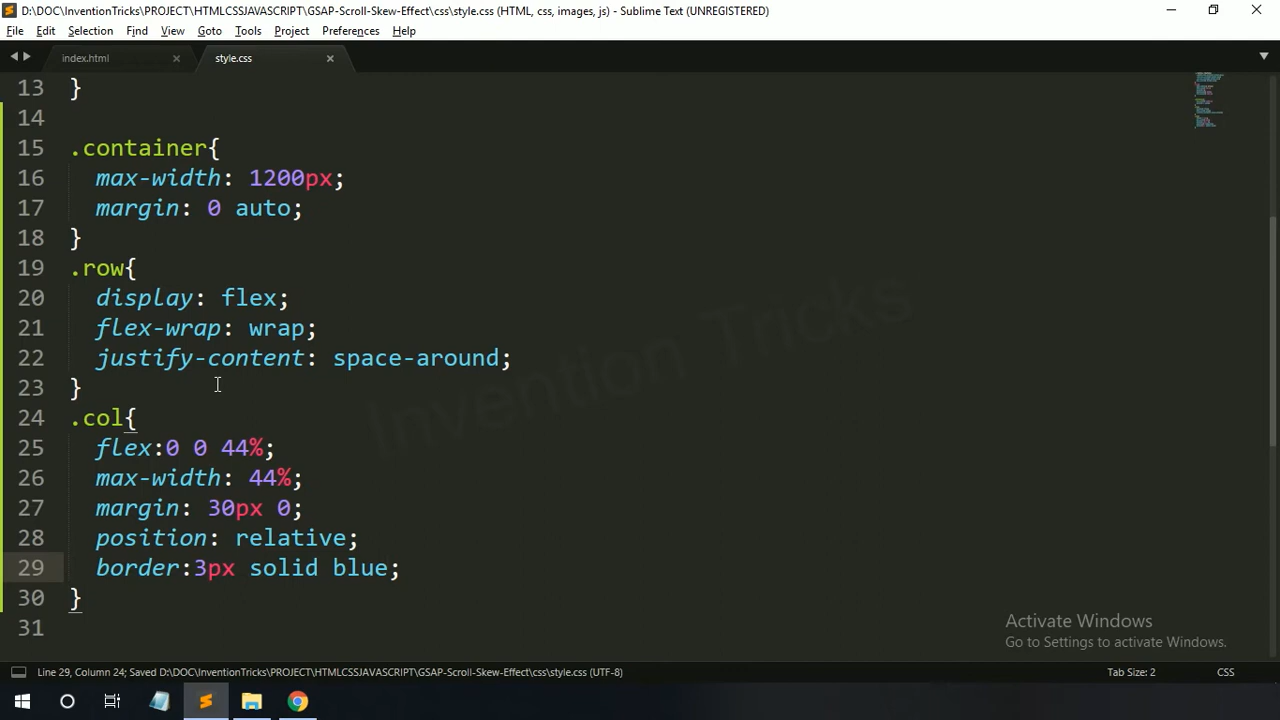 D:\DOC\InventionTricks\PROJECT\HTMLCSSJAVASCRIPT\GSAP-Scroll-Skew-Effect\css\style.css (HTML, css, images, js) - Sublime Text (UNREGISTERED)
File Edit Selection Find View Goto Tools Project Preferences Help
index.html style.css
13 }
14
15 .container{
16 max-width: 1200px;
17 margin: 0 auto;
18 }
19 .row{
20 display: flex;
21 flex-wrap: wrap;
22 justify-content: space-around;
23 }
24 .col{
25 flex:0 0 44%;
26 max-width: 44%;
27 margin: 30px 0;
28 position: relative;
29 border:3px solid blue;
30 }
31
Invention Tricks
Activate Windows
Go to Settings to activate Windows.
Line 29, Column 24; Saved D:\DOC\InventionTricks\PROJECT\HTMLCSSJAVASCRIPT\GSAP-Scroll-Skew-Effect\css\style.css (UTF-8) Tab Size: 2 CSS